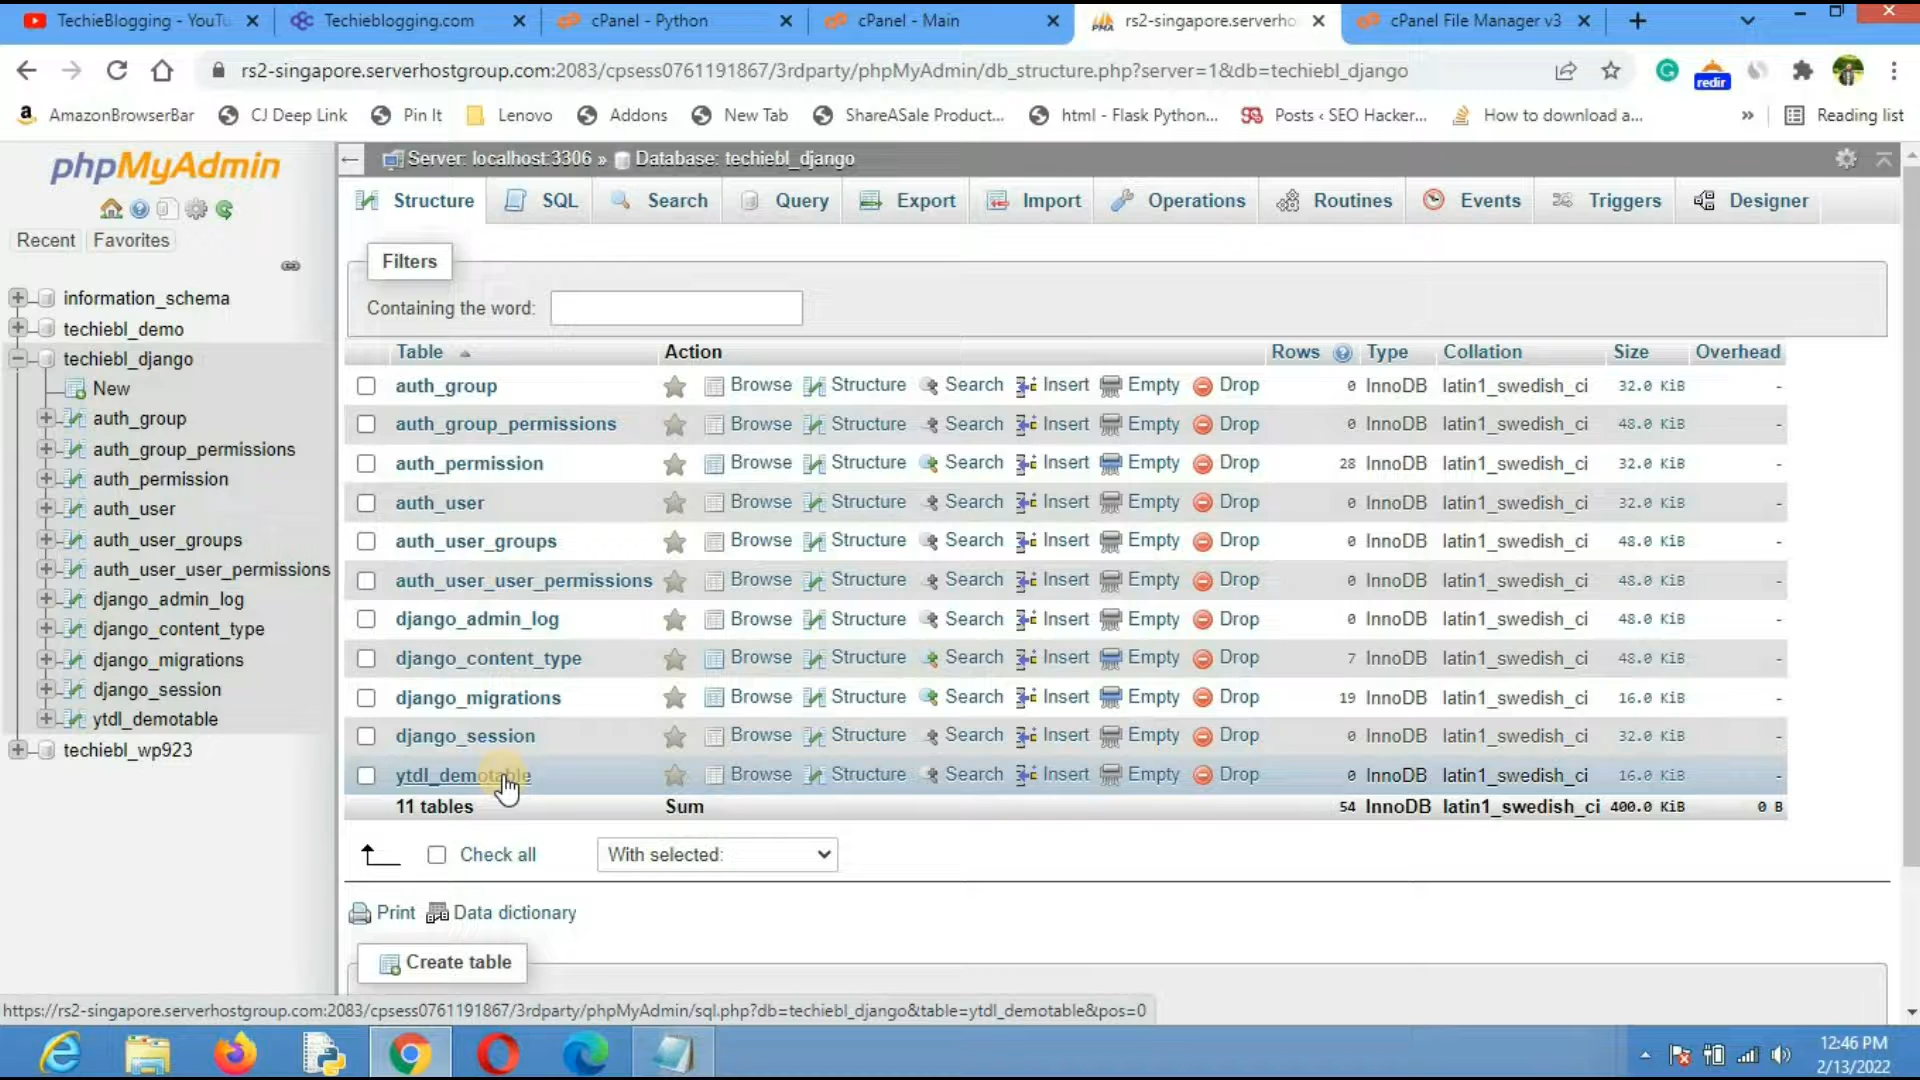 TechieBlogging - YouTu
Techieblogging.com
cPanel - Python
cPanel - Main
rs2-singapore.serverho
cPanel File Manager v3
rs2-singapore.serverhostgroup.com:2083/cpsess0761191867/3rdparty/phpMyAdmin/db_structure.php?server=1&db=techiebl_django
redir
AmazonBrowserBar CJ Deep Link Pin It Lenovo Addons New Tab ShareASale Product... html - Flask Python... Posts ‹ SEO Hacker... How to download a... » Reading list
phpMyAdmin
Recent Favorites
information_schema
techiebl_demo
techiebl_django
New
auth_group
auth_group_permissions
auth_permission
auth_user
auth_user_groups
auth_user_user_permissions
django_admin_log
django_content_type
django_migrations
django_session
ytdl_demotable
techiebl_wp923
Server: localhost:3306 » Database: techiebl_django
Structure SQL Search Query Export Import Operations Routines Events Triggers Designer
Filters
Containing the word:
Table Action Rows Type Collation Size Overhead
auth_group Browse Structure Search Insert Empty Drop 0 InnoDB latin1_swedish_ci 32.0 KiB -
auth_group_permissions Browse Structure Search Insert Empty Drop 0 InnoDB latin1_swedish_ci 48.0 KiB -
auth_permission Browse Structure Search Insert Empty Drop 28 InnoDB latin1_swedish_ci 32.0 KiB -
auth_user Browse Structure Search Insert Empty Drop 0 InnoDB latin1_swedish_ci 32.0 KiB -
auth_user_groups Browse Structure Search Insert Empty Drop 0 InnoDB latin1_swedish_ci 48.0 KiB -
auth_user_user_permissions Browse Structure Search Insert Empty Drop 0 InnoDB latin1_swedish_ci 48.0 KiB -
django_admin_log Browse Structure Search Insert Empty Drop 0 InnoDB latin1_swedish_ci 48.0 KiB -
django_content_type Browse Structure Search Insert Empty Drop 7 InnoDB latin1_swedish_ci 48.0 KiB -
django_migrations Browse Structure Search Insert Empty Drop 19 InnoDB latin1_swedish_ci 16.0 KiB -
django_session Browse Structure Search Insert Empty Drop 0 InnoDB latin1_swedish_ci 32.0 KiB -
ytdl_demotable Browse Structure Search Insert Empty Drop 0 InnoDB latin1_swedish_ci 16.0 KiB -
11 tables Sum 54 InnoDB latin1_swedish_ci 400.0 KiB 0 B
Check all With selected:
Print Data dictionary
Create table
https://rs2-singapore.serverhostgroup.com:2083/cpsess0761191867/3rdparty/phpMyAdmin/sql.php?db=techiebl_django&table=ytdl_demotable&pos=0
12:46 PM
2/13/2022